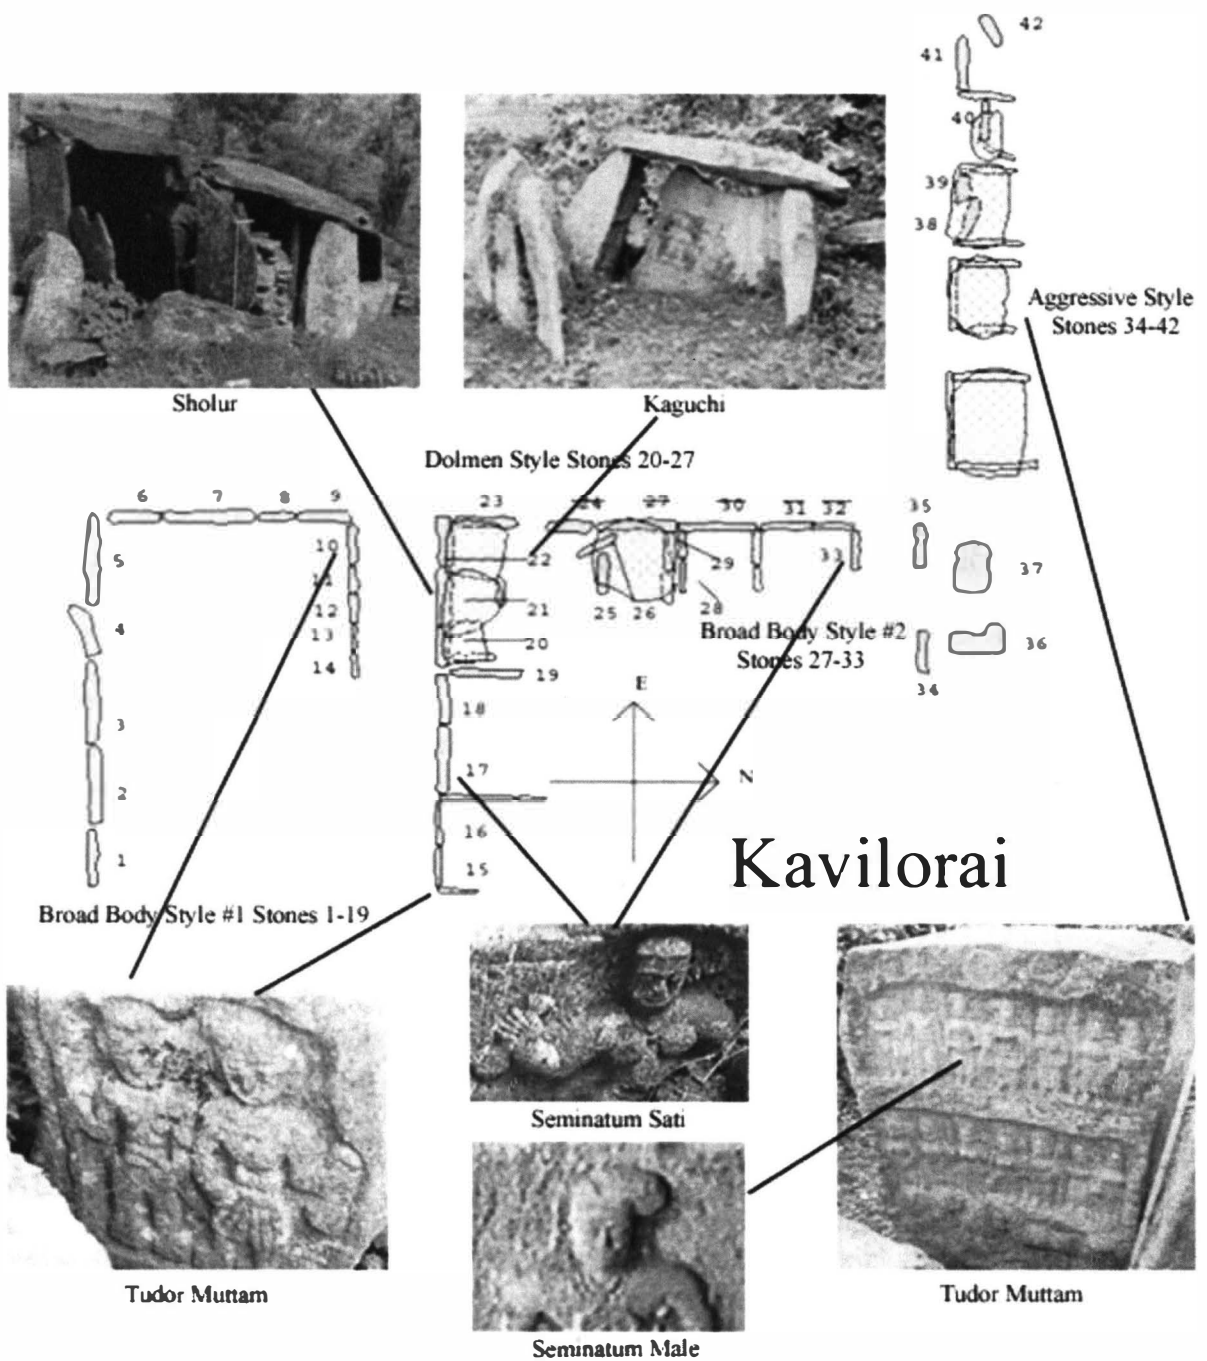 42
41
40
39
38
Aggressive Style
Stones 34-42
Sholur
Kaguchi
Dolmen Style Stones 20-27
6 7 8 9
23
24 27 30 31 32
35
5
10
22
29
33
37
11
4
12
21
25 26
28
Broad Body Style #2
13
20
Stones 27-33
36
14
19
34
E
3
18
17
N
2
16
Kavilorai
1
15
Broad Body Style #1 Stones 1-19
Seminatum Sati
Tudor Muttam
Tudor Muttam
Seminatum Male